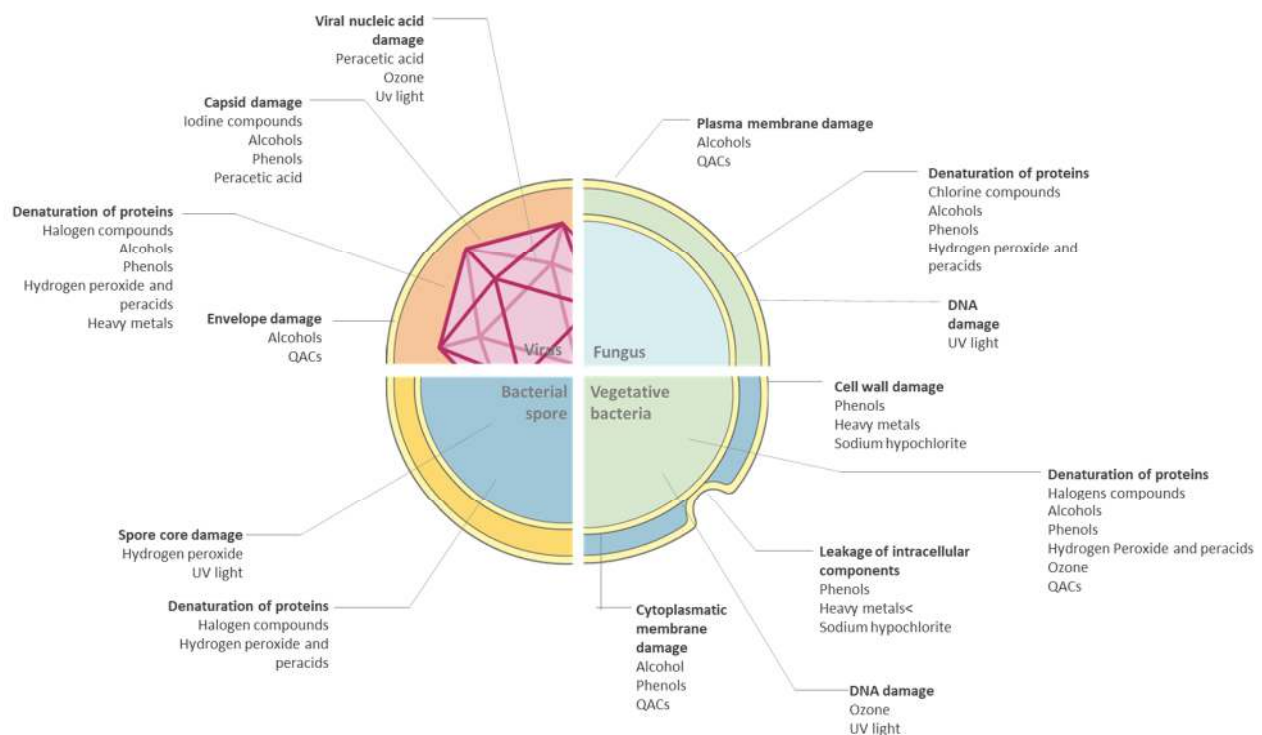 Viral nucleic acid
damage
Peracetic acid
Ozone
Uv light
Capsid damage
Iodine compounds
Alcohols
Phenols
Peracetic acid
Denaturation of proteins
Halogen compounds
Alcohols
Phenols
Hydrogen peroxide and
peracids
Heavy metals
Envelope damage
Alcohols
QACs
Plasma membrane damage
Alcohols
QACs
Denaturation of proteins
Chlorine compounds
Alcohols
Phenols
Hydrogen peroxide and
peracids
DNA
damage
UV light
Virus
Fungus
Bacterial
spore
Vegetative
bacteria
Cell wall damage
Phenols
Heavy metals
Sodium hypochlorite
Denaturation of proteins
Halogens compounds
Alcohols
Phenols
Hydrogen Peroxide and peracids
Ozone
QACs
Spore core damage
Hydrogen peroxide
UV light
Denaturation of proteins
Halogen compounds
Hydrogen peroxide and
peracids
Leakage of intracellular
components
Phenols
Heavy metals<
Sodium hypochlorite
Cytoplasmatic
membrane
damage
Alcohol
Phenols
QACs
DNA damage
Ozone
UV light